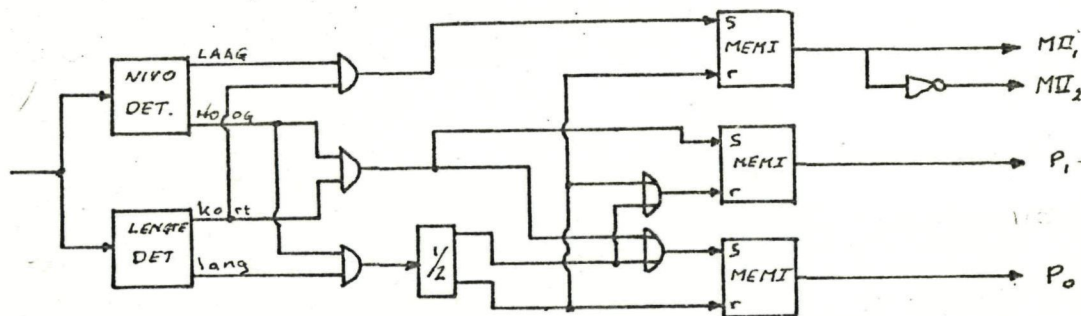 NIVO
DET.
LAAG
HOOG
LENGTE
DET
kort
lang
1/2
S
MEMI
r
S
MEMI
r
S
MEMI
r
MII1
MII2
P1
P0